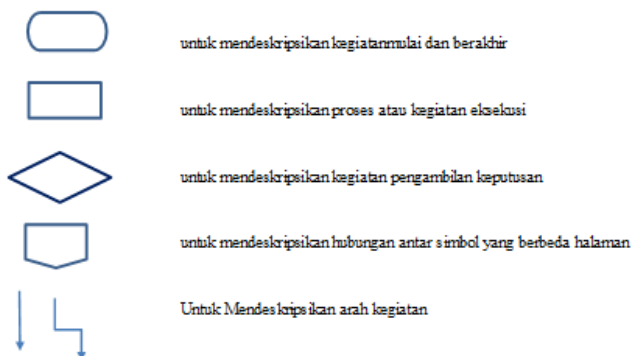 untuk mendeskripsikan kegiatanmulai dan berakhir
untuk mendeskripsikan proses atau kegiatan eksekusi
untuk mendeskripsikan kegiatan pengambilan keputusan
untuk mendeskripsikan hubungan antar simbol yang berbeda halaman
Untuk Mendeskripsikan arah kegiatan